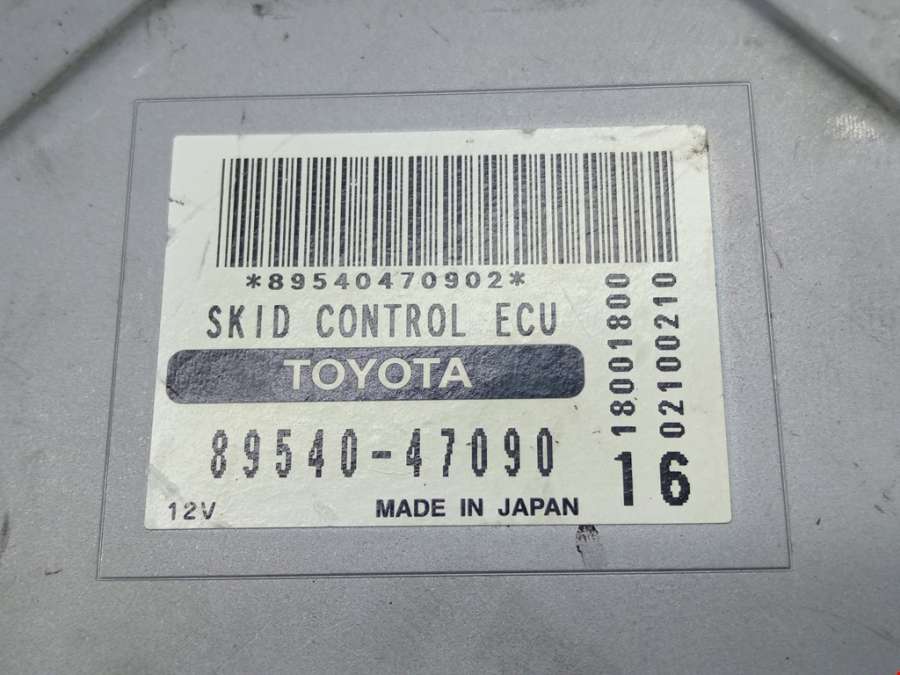 *89540470902*
SKID CONTROL ECU
TOYOTA
89540-47090
12V
MADE IN JAPAN
18001800
02100210
16